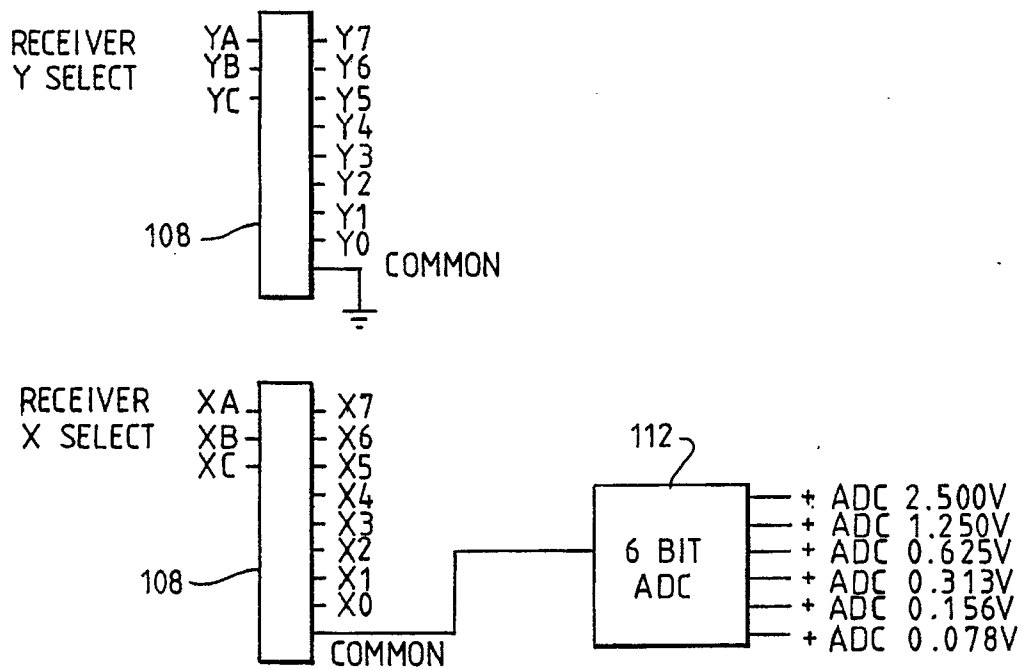 RECEIVER
Y SELECT
YA
YB
YC
Y7
Y6
Y5
Y4
Y3
Y2
Y1
Y0
108
COMMON
RECEIVER
X SELECT
XA
XB
XC
X7
X6
X5
X4
X3
X2
X1
X0
108
COMMON
112
6 BIT
ADC
+ ADC 2.500V
+ ADC 1.250V
+ ADC 0.625V
+ ADC 0.313V
+ ADC 0.156V
+ ADC 0.078V